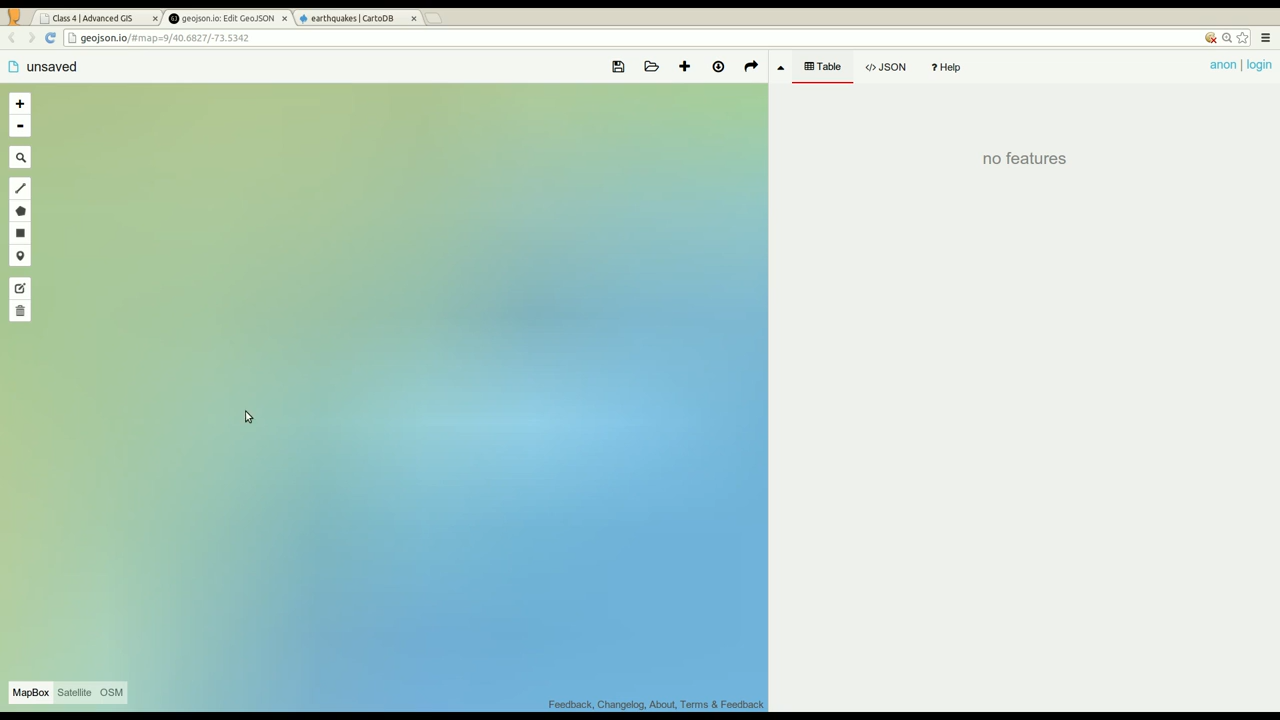 Class 4 | Advanced GIS
geojson.io: Edit GeoJSON
earthquakes | CartoDB
geojson.io/#map=9/40.6827/-73.5342
unsaved
Table
</> JSON
? Help
anon | login
+
-
no features
MapBox
Satellite
OSM
Feedback, Changelog, About, Terms & Feedback